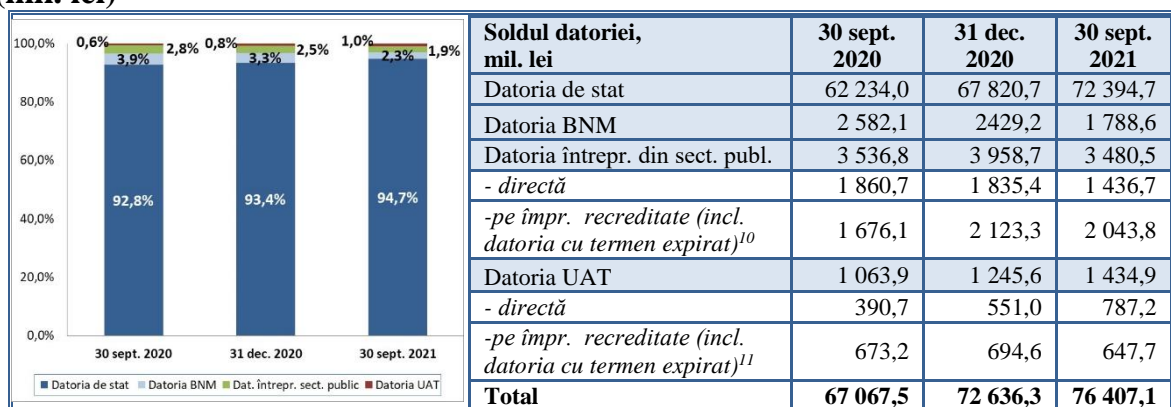 (mil. lei)
100,0%
80,0%
60,0%
40,0%
20,0%
0,0%
0,6%
2,8%
3,9%
92,8%
0,8%
2,5%
3,3%
93,4%
1,0%
1,9%
2,3%
94,7%
30 sept. 2020
31 dec. 2020
30 sept. 2021
Datoria de stat Datoria BNM Dat. întrepr. sect. public Datoria UAT
Soldul datoriei, mil. lei 30 sept. 2020 31 dec. 2020 30 sept. 2021
Datoria de stat 62 234,0 67 820,7 72 394,7
Datoria BNM 2 582,1 2429,2 1 788,6
Datoria întrepr. din sect. publ. 3 536,8 3 958,7 3 480,5
- directă 1 860,7 1 835,4 1 436,7
-pe împr. recreditate (incl.
datoria cu termen expirat)10 1 676,1 2 123,3 2 043,8
Datoria UAT 1 063,9 1 245,6 1 434,9
- directă 390,7 551,0 787,2
-pe împr. recreditate (incl.
datoria cu termen expirat)11 673,2 694,6 647,7
Total 67 067,5 72 636,3 76 407,1